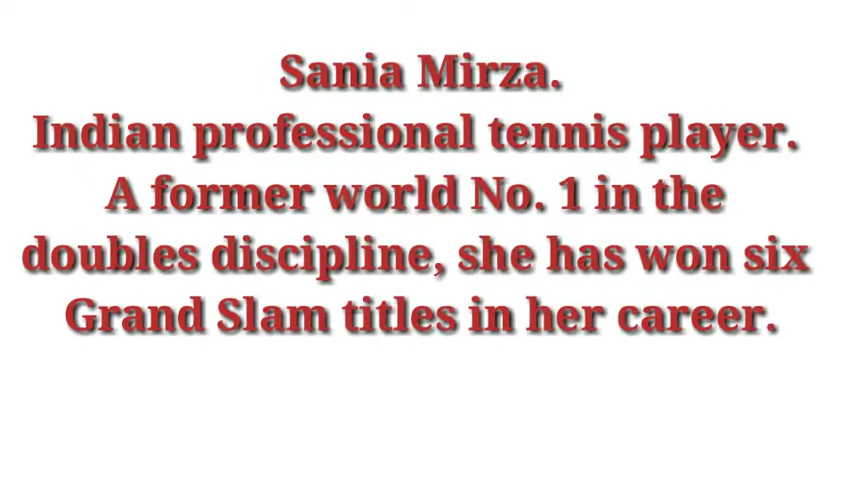 Sania Mirza.
Indian professional tennis player.
A former world No. 1 in the
doubles discipline, she has won six
Grand Slam titles in her career.